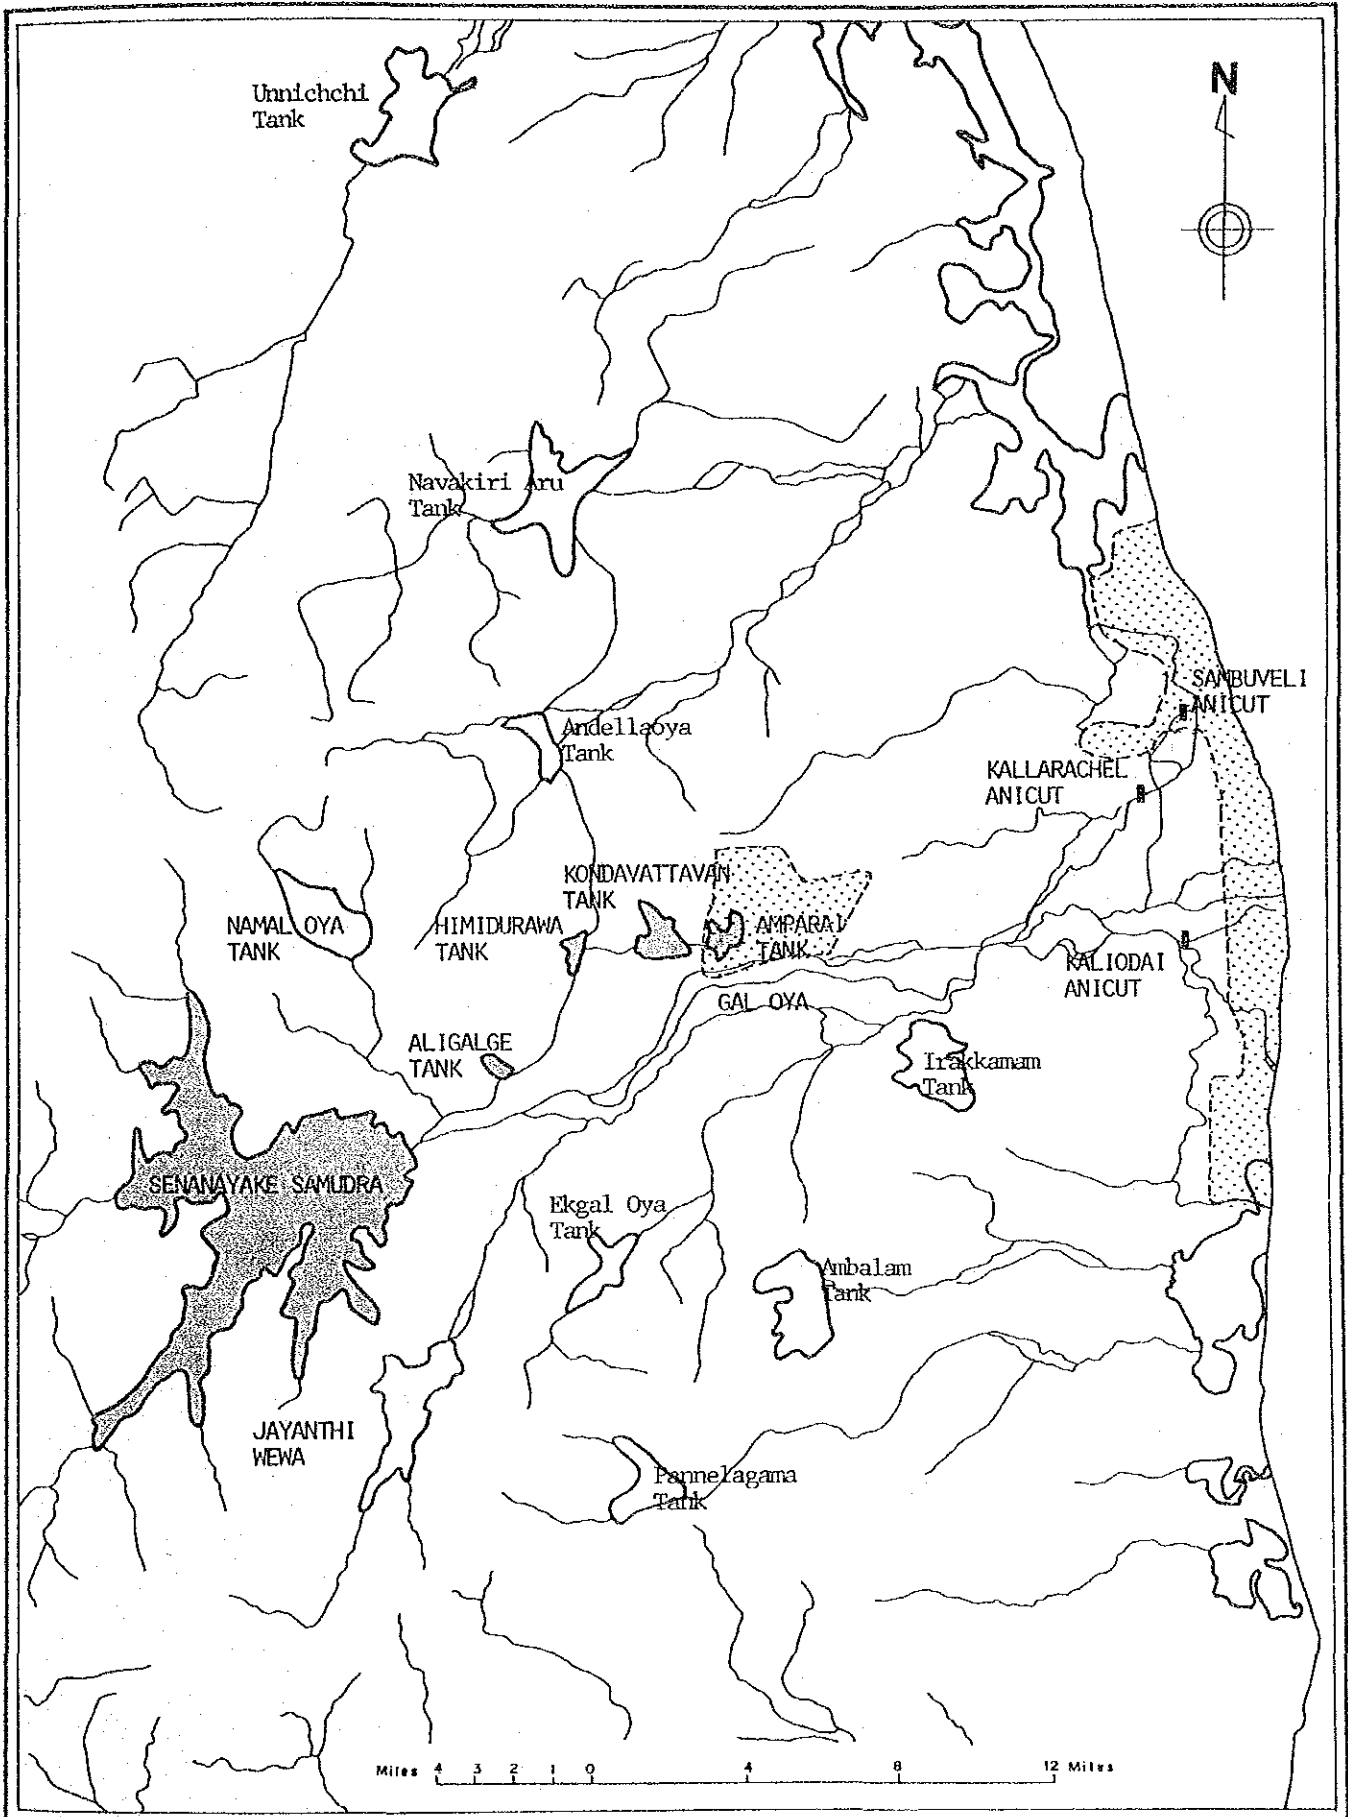 Unnichchi
Tank
N
Navakiri Aru
Tank
SAMBUVELI
ANICUT
Andellaoya
Tank
KALLARACHEL
ANICUT
KONDAVATTAVAN
TANK
NAMAL OYA
TANK
HIMIDURAWA
TANK
AMPARAI
TANK
KALIODAI
ANICUT
GAL OYA
ALIGALGE
TANK
Irakkamam
Tank
SENANAYAKE SAMUDRA
Ekgal Oya
Tank
Ambalam
Tank
JAYANTHI
WEWA
Pannelagama
Tank
Miles 4 3 2 1 0 4 8 12 Miles